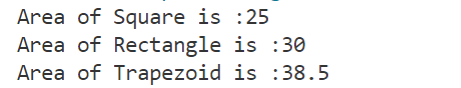 Area of Square is :25
Area of Rectangle is :30
Area of Trapezoid is :38.5